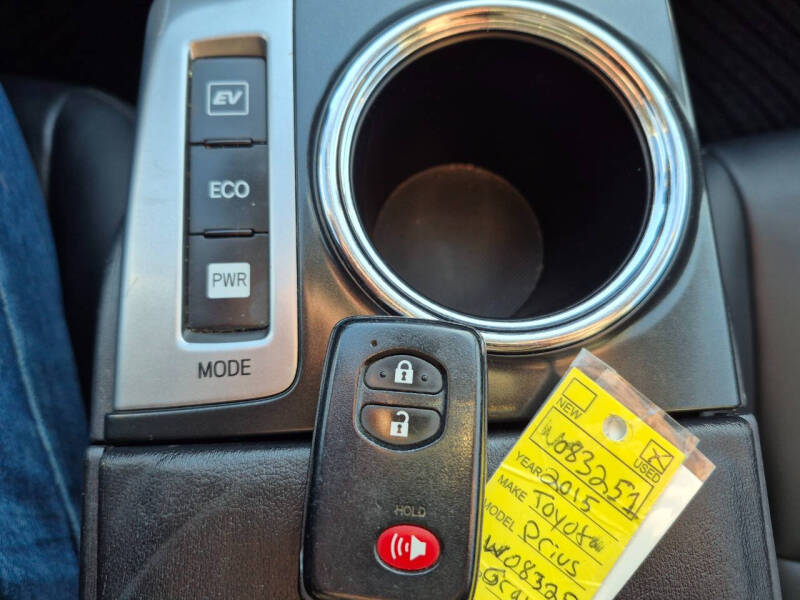 EV
ECO
PWR
MODE
HOLD
NEW
USED
W083251
YEAR 2015
MAKE Toyota
MODEL Prius